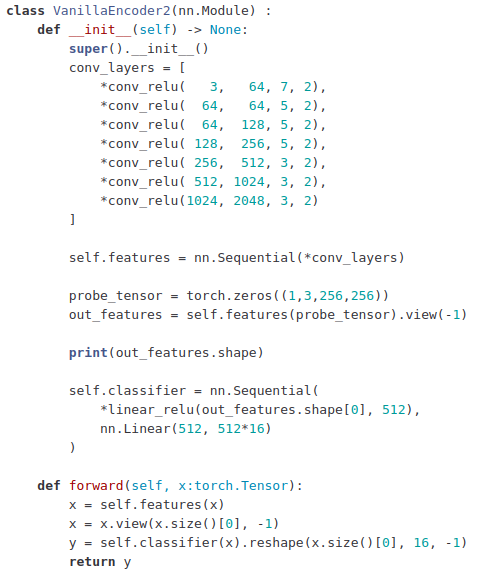 class VanillaEncoder2(nn.Module) :
    def __init__(self) -> None:
        super().__init__()
        conv_layers = [
            *conv_relu(   3,   64, 7, 2),
            *conv_relu(  64,   64, 5, 2),
            *conv_relu(  64,  128, 5, 2),
            *conv_relu( 128,  256, 5, 2),
            *conv_relu( 256,  512, 3, 2),
            *conv_relu( 512, 1024, 3, 2),
            *conv_relu(1024, 2048, 3, 2)
        ]

        self.features = nn.Sequential(*conv_layers)

        probe_tensor = torch.zeros((1,3,256,256))
        out_features = self.features(probe_tensor).view(-1)

        print(out_features.shape)

        self.classifier = nn.Sequential(
            *linear_relu(out_features.shape[0], 512),
            nn.Linear(512, 512*16)
        )

    def forward(self, x:torch.Tensor):
        x = self.features(x)
        x = x.view(x.size()[0], -1)
        y = self.classifier(x).reshape(x.size()[0], 16, -1)
        return y